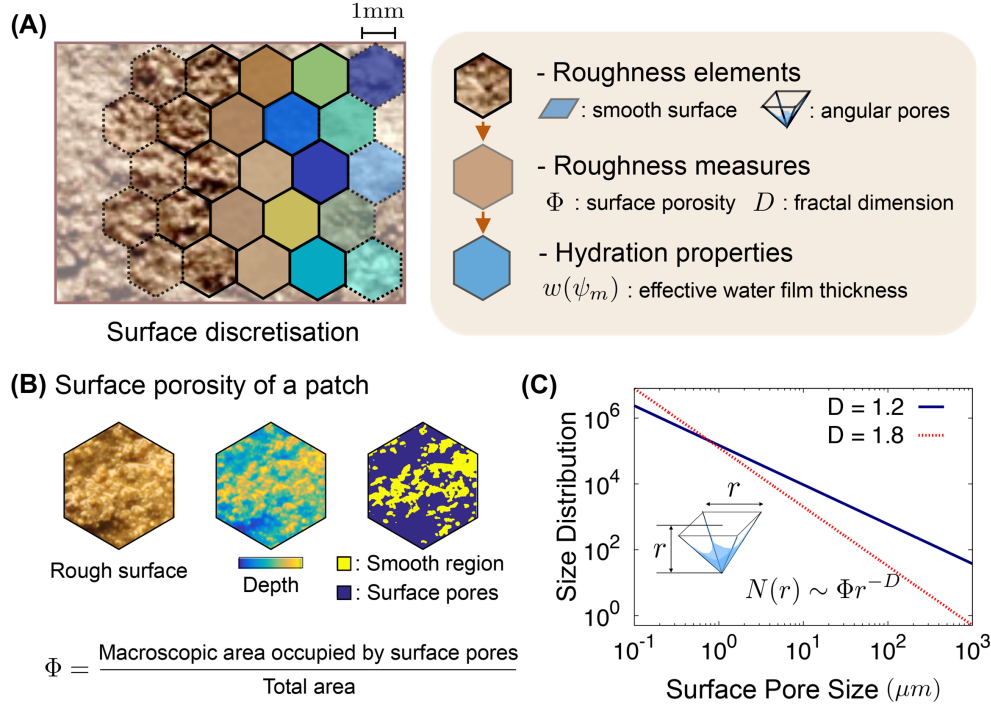 (A)
1mm
Surface discretisation
- Roughness elements
: smooth surface
: angular pores
- Roughness measures
Φ : surface porosity D : fractal dimension
- Hydration properties
w(ψ_m) : effective water film thickness
(B) Surface porosity of a patch
Rough surface
Depth
: Smooth region
: Surface pores
Φ = Macroscopic area occupied by surface pores
Total area
(C)
Size Distribution
10^6
10^4
10^2
10^0
D = 1.2
D = 1.8
r
r
N(r) ∼ Φr^{-D}
10^{-1} 10^0 10^1 10^2 10^3
Surface Pore Size (μm)